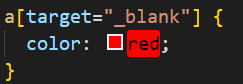 a[target="_blank"] {
  color: red;
}